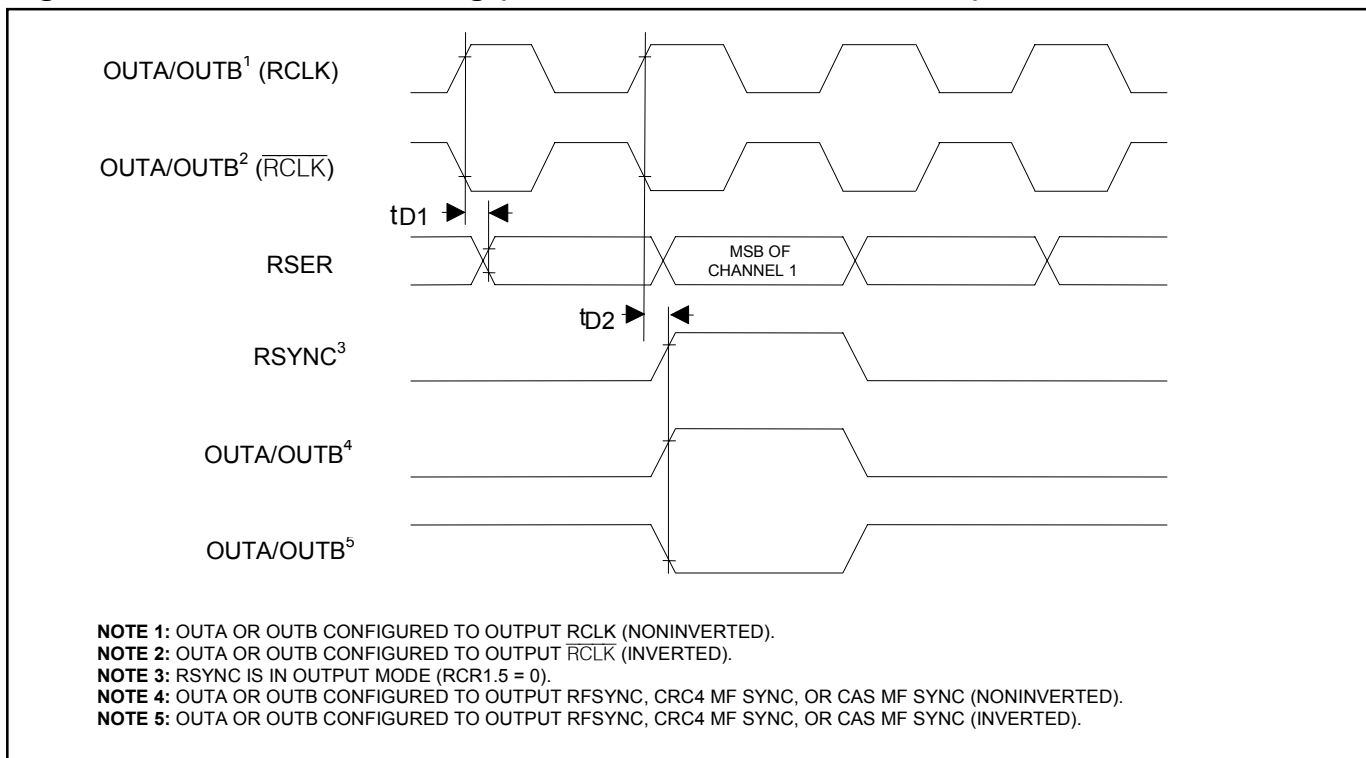 OUTA/OUTB¹ (RCLK)
OUTA/OUTB² (R̅C̅L̅K̅)
tD1
RSER
MSB OF
CHANNEL 1
tD2
RSYNC³
OUTA/OUTB⁴
OUTA/OUTB⁵
NOTE 1: OUTA OR OUTB CONFIGURED TO OUTPUT RCLK (NONINVERTED).
NOTE 2: OUTA OR OUTB CONFIGURED TO OUTPUT R̅C̅L̅K̅ (INVERTED).
NOTE 3: RSYNC IS IN OUTPUT MODE (RCR1.5 = 0).
NOTE 4: OUTA OR OUTB CONFIGURED TO OUTPUT RFSYNC, CRC4 MF SYNC, OR CAS MF SYNC (NONINVERTED).
NOTE 5: OUTA OR OUTB CONFIGURED TO OUTPUT RFSYNC, CRC4 MF SYNC, OR CAS MF SYNC (INVERTED).